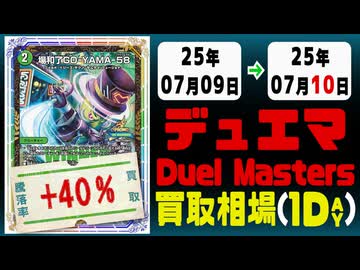 2
場和了GO-YAMA-58
騰落率
+40%
買取
25年
07月09日
25年
07月10日
デュエマ
Duel Masters
買取相場(1D)